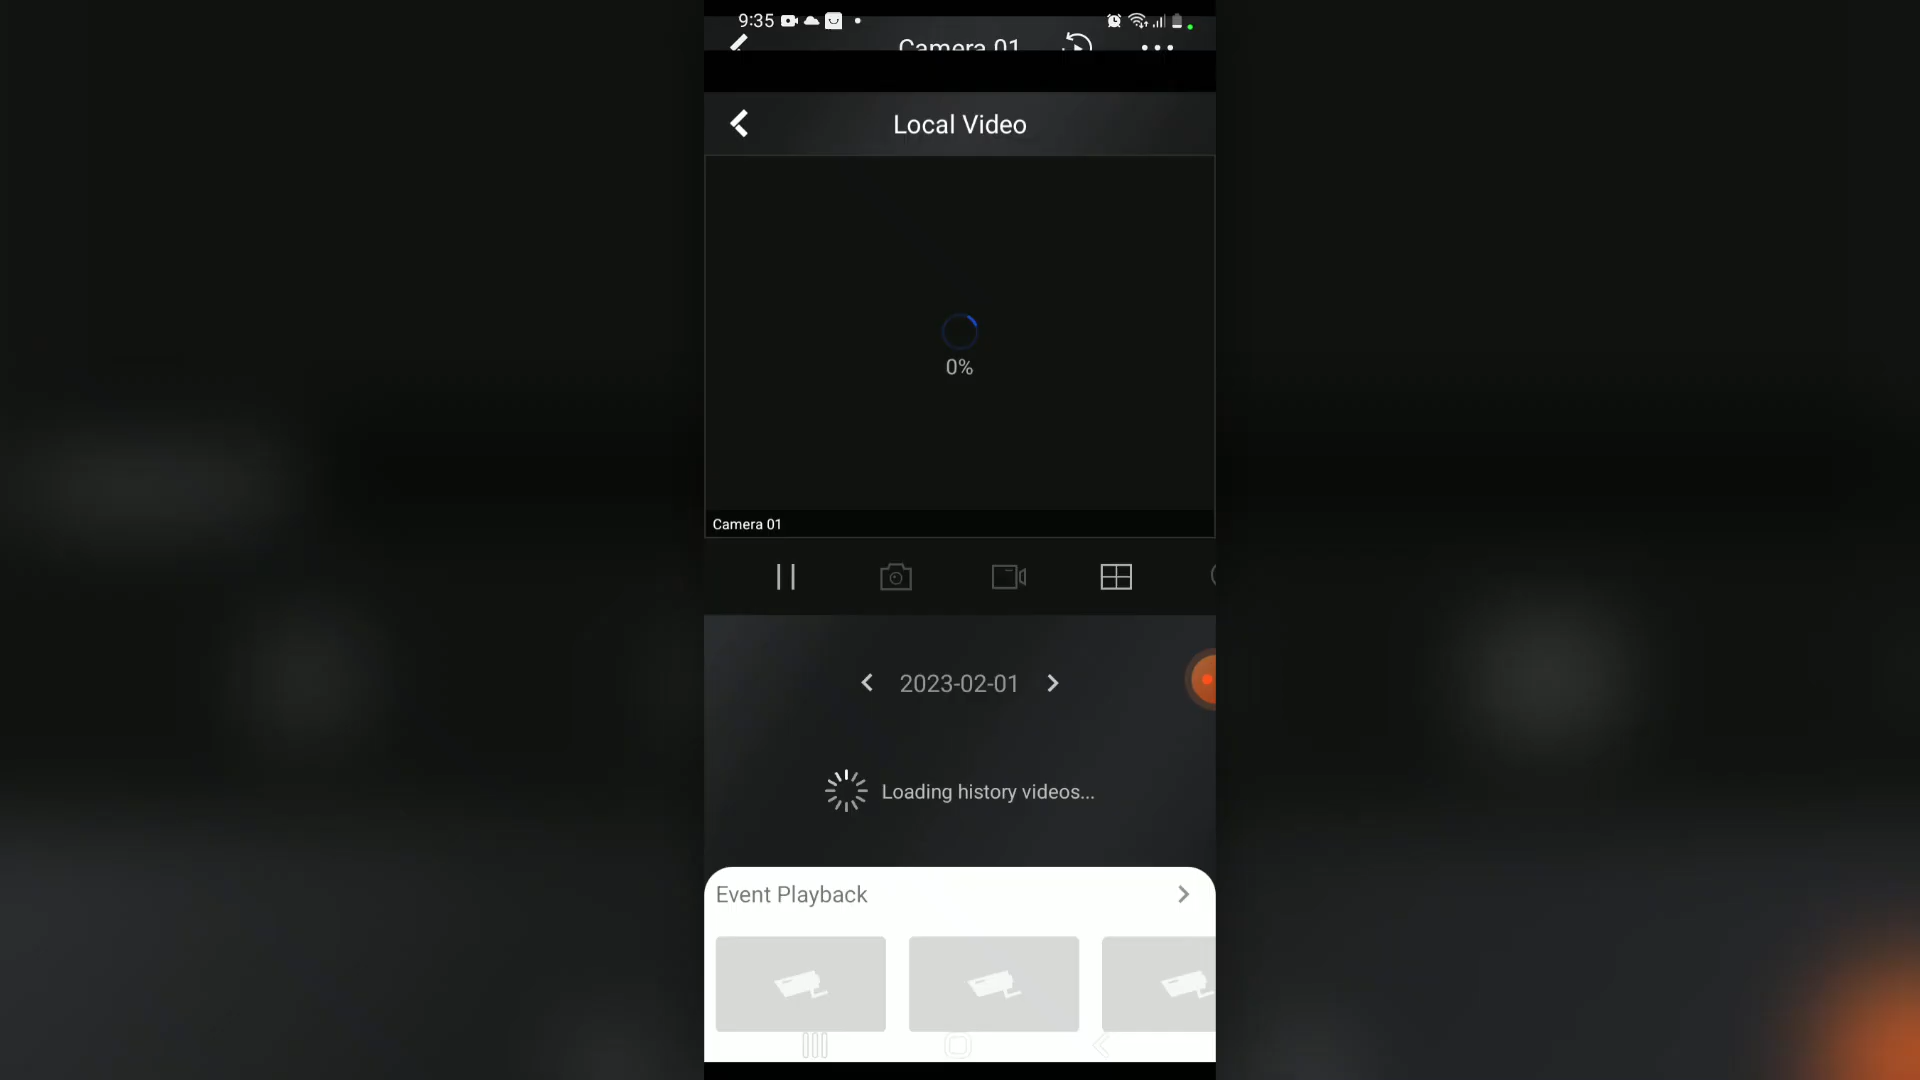 9:35
Camera 01
Local Video
0%
Camera 01
2023-02-01
Loading history videos...
Event Playback